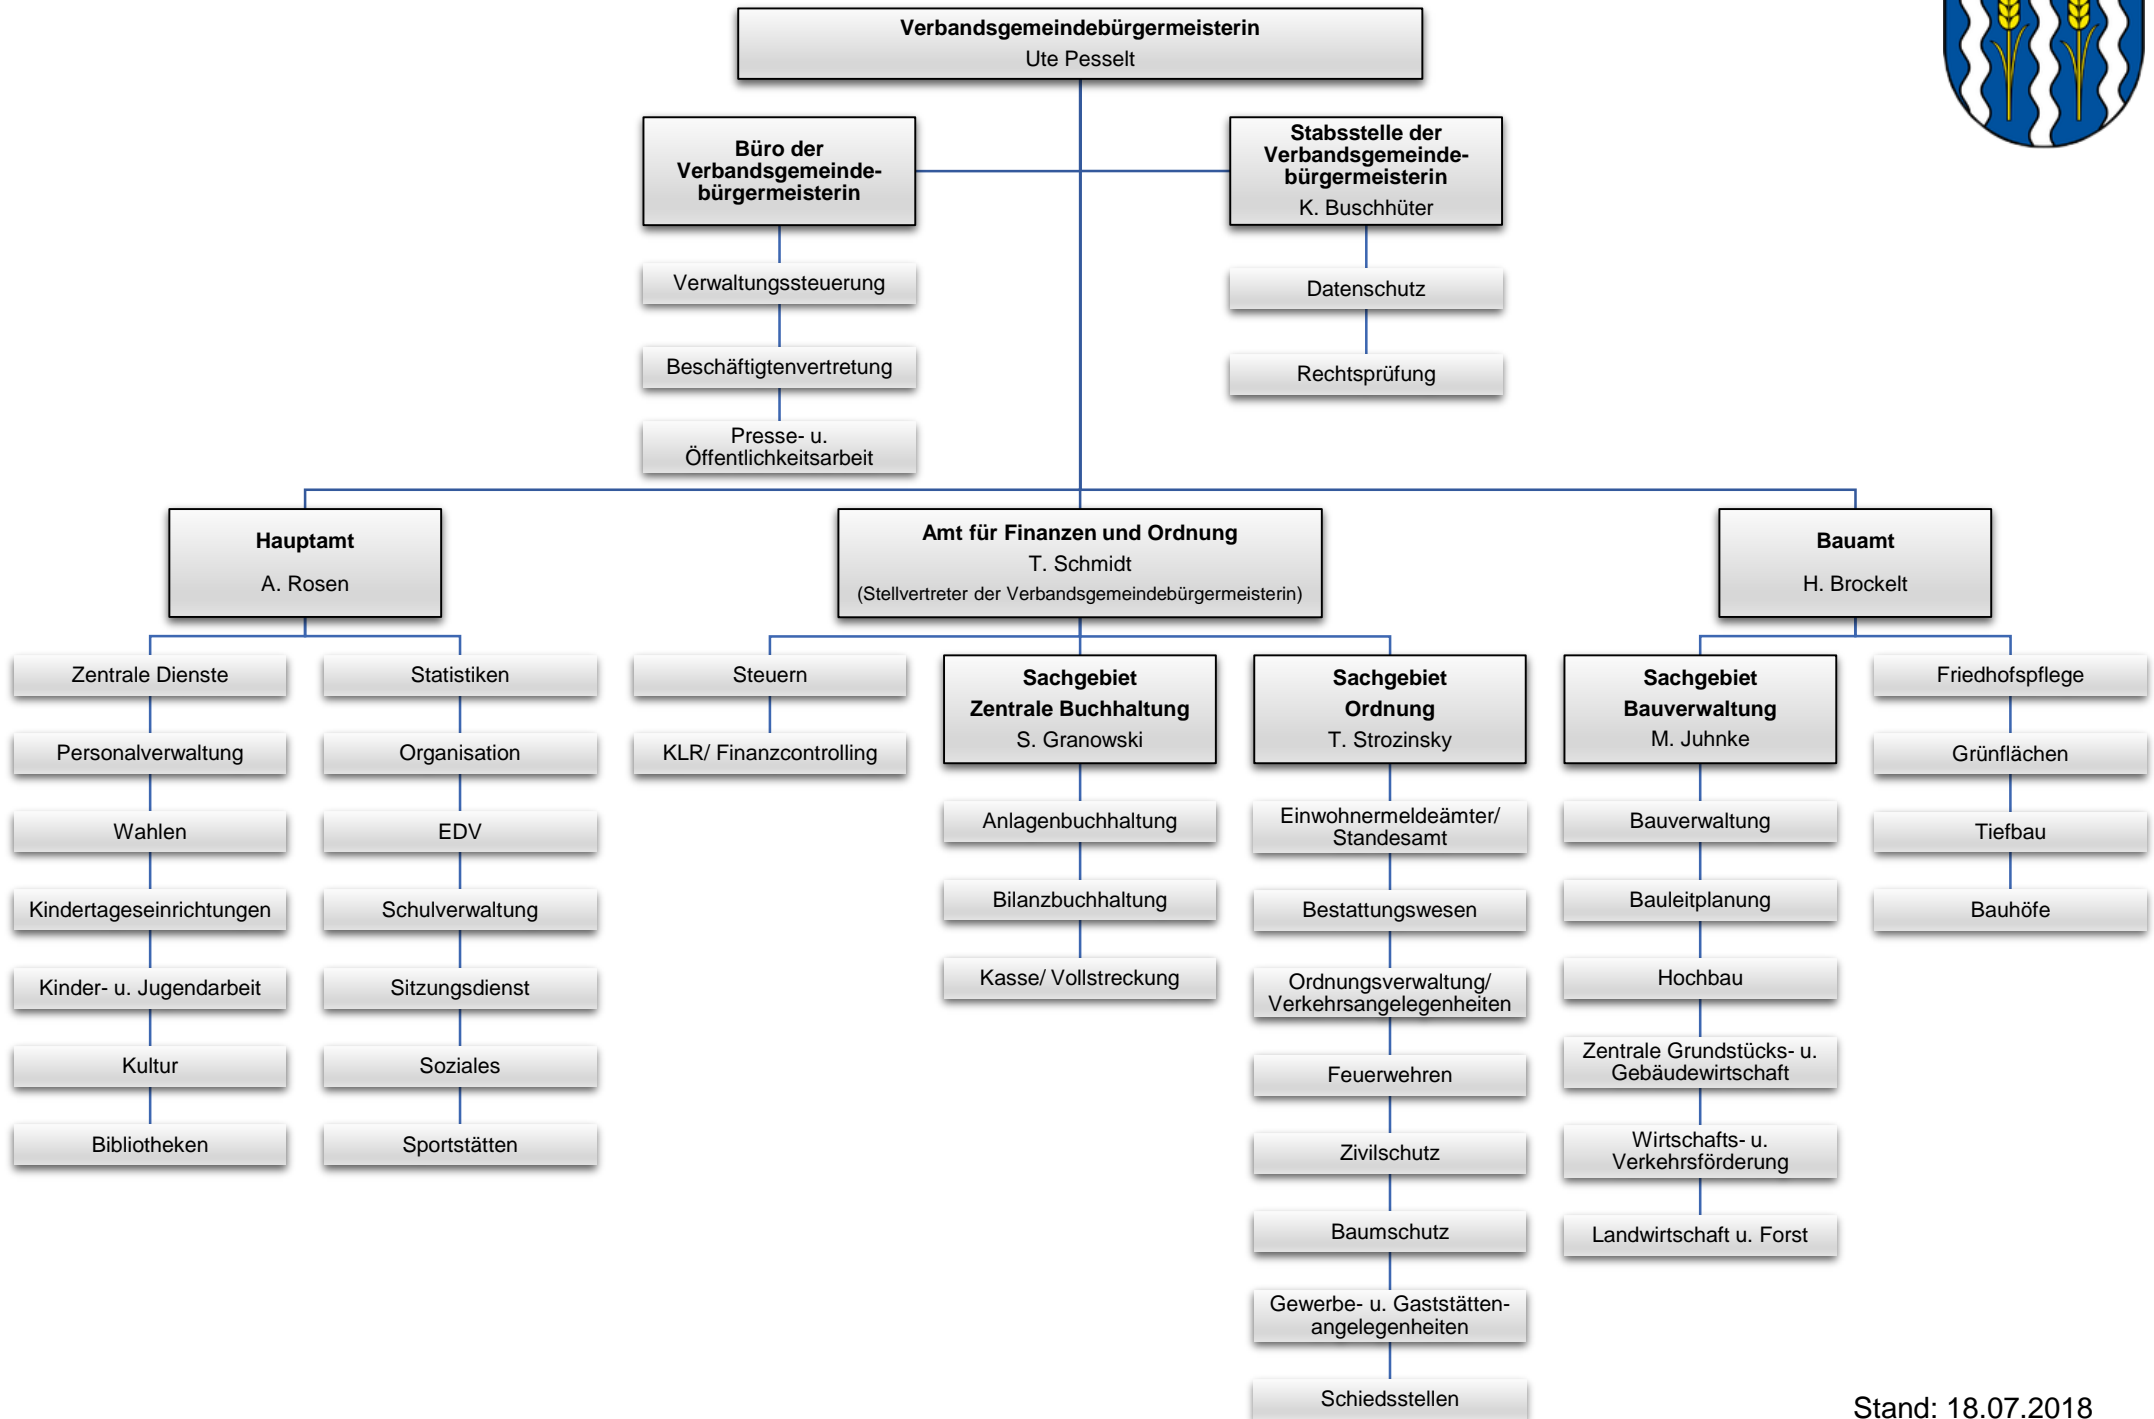 Verbandsgemeindebürgermeisterin
Ute Pesselt
Büro der
Verbandsgemeinde-
bürgermeisterin
Stabsstelle der
Verbandsgemeinde-
bürgermeisterin
K. Buschhüter
Verwaltungssteuerung
Beschäftigtenvertretung
Presse- u.
Öffentlichkeitsarbeit
Datenschutz
Rechtsprüfung
Hauptamt
A. Rosen
Amt für Finanzen und Ordnung
T. Schmidt
(Stellvertreter der Verbandsgemeindebürgermeisterin)
Bauamt
H. Brockelt
Zentrale Dienste
Personalverwaltung
Wahlen
Kindertageseinrichtungen
Kinder- u. Jugendarbeit
Kultur
Bibliotheken
Statistiken
Organisation
EDV
Schulverwaltung
Sitzungsdienst
Soziales
Sportstätten
Steuern
KLR/ Finanzcontrolling
Sachgebiet
Zentrale Buchhaltung
S. Granowski
Anlagenbuchhaltung
Bilanzbuchhaltung
Kasse/ Vollstreckung
Sachgebiet
Ordnung
T. Strozinsky
Einwohnermeldeämter/
Standesamt
Bestattungswesen
Ordnungsverwaltung/
Verkehrsangelegenheiten
Feuerwehren
Zivilschutz
Baumschutz
Gewerbe- u. Gaststätten-
angelegenheiten
Schiedsstellen
Sachgebiet
Bauverwaltung
M. Juhnke
Bauverwaltung
Bauleitplanung
Hochbau
Zentrale Grundstücks- u.
Gebäudewirtschaft
Wirtschafts- u.
Verkehrsförderung
Landwirtschaft u. Forst
Friedhofspflege
Grünflächen
Tiefbau
Bauhöfe
Stand: 18.07.2018